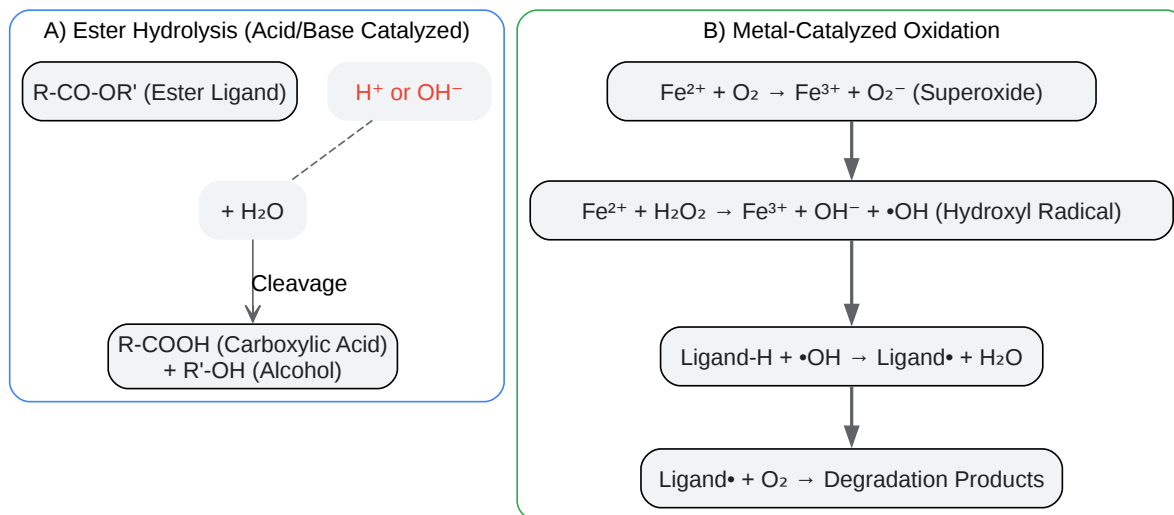 A) Ester Hydrolysis (Acid/Base Catalyzed)
R-CO-OR' (Ester Ligand)
H⁺ or OH⁻
+ H₂O
Cleavage
R-COOH (Carboxylic Acid)
+ R'-OH (Alcohol)
B) Metal-Catalyzed Oxidation
Fe²⁺ + O₂ → Fe³⁺ + O₂⁻ (Superoxide)
Fe²⁺ + H₂O₂ → Fe³⁺ + OH⁻ + •OH (Hydroxyl Radical)
Ligand-H + •OH → Ligand• + H₂O
Ligand• + O₂ → Degradation Products